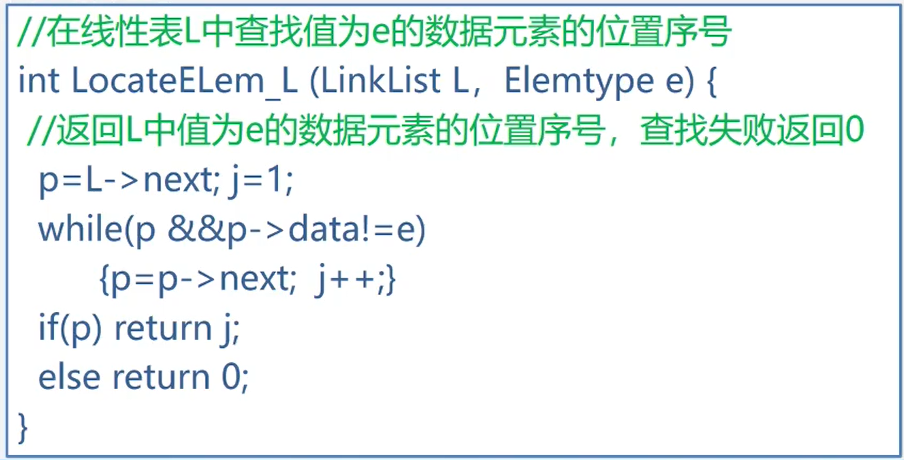 //在线性表L中查找值为e的数据元素的位置序号
int LocateELem_L (LinkList L，Elemtype e) {
//返回L中值为e的数据元素的位置序号，查找失败返回0
p=L->next; j=1;
while(p &&p->data!=e)
{p=p->next; j++;}
if(p) return j;
else return 0;
}